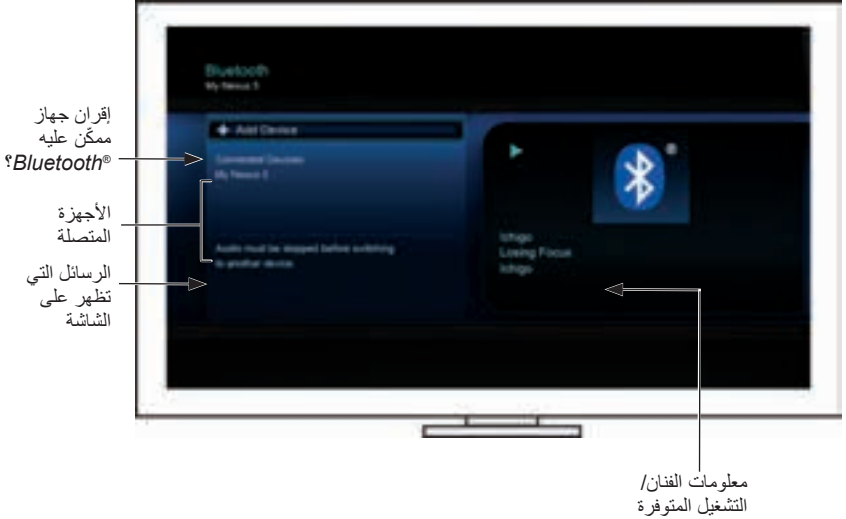 Bluetooth
My Nexus 5
Add Device
Connected Devices
My Nexus 5
Audio must be stopped before switching
to another device.
®
Ichigo
Losing Focus
Ichigo
إقران جهاز
ممكّن عليه
Bluetooth®؟
الأجهزة
المتصلة
الرسائل التي
تظهر على
الشاشة
معلومات الفنان/
التشغيل المتوفرة